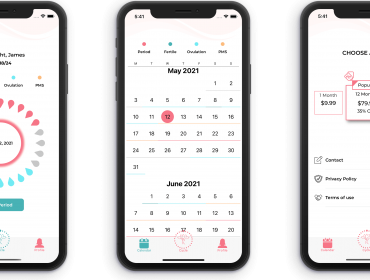 5:41
ht, James
Ovulation
PMS
2, 2021
Period
5:41
Period Fertile Ovulation PMS
M T W T F S S
May 2021
1 2
3 4 5 6 7 8 9
10 11 12 13 14 15 16
17 18 19 20 21 22 23
24 25 26 27 28 29 30
31
June 2021
1 2 3 4 5 6
7 8 9 10 11 12 13
14 15 16 17 18 19 20
Calendar
5:41
CHOOSE
Popu
1 Month
$9.99
12 Mon
$79.
35%
Contact
Privacy Policy
Terms of use